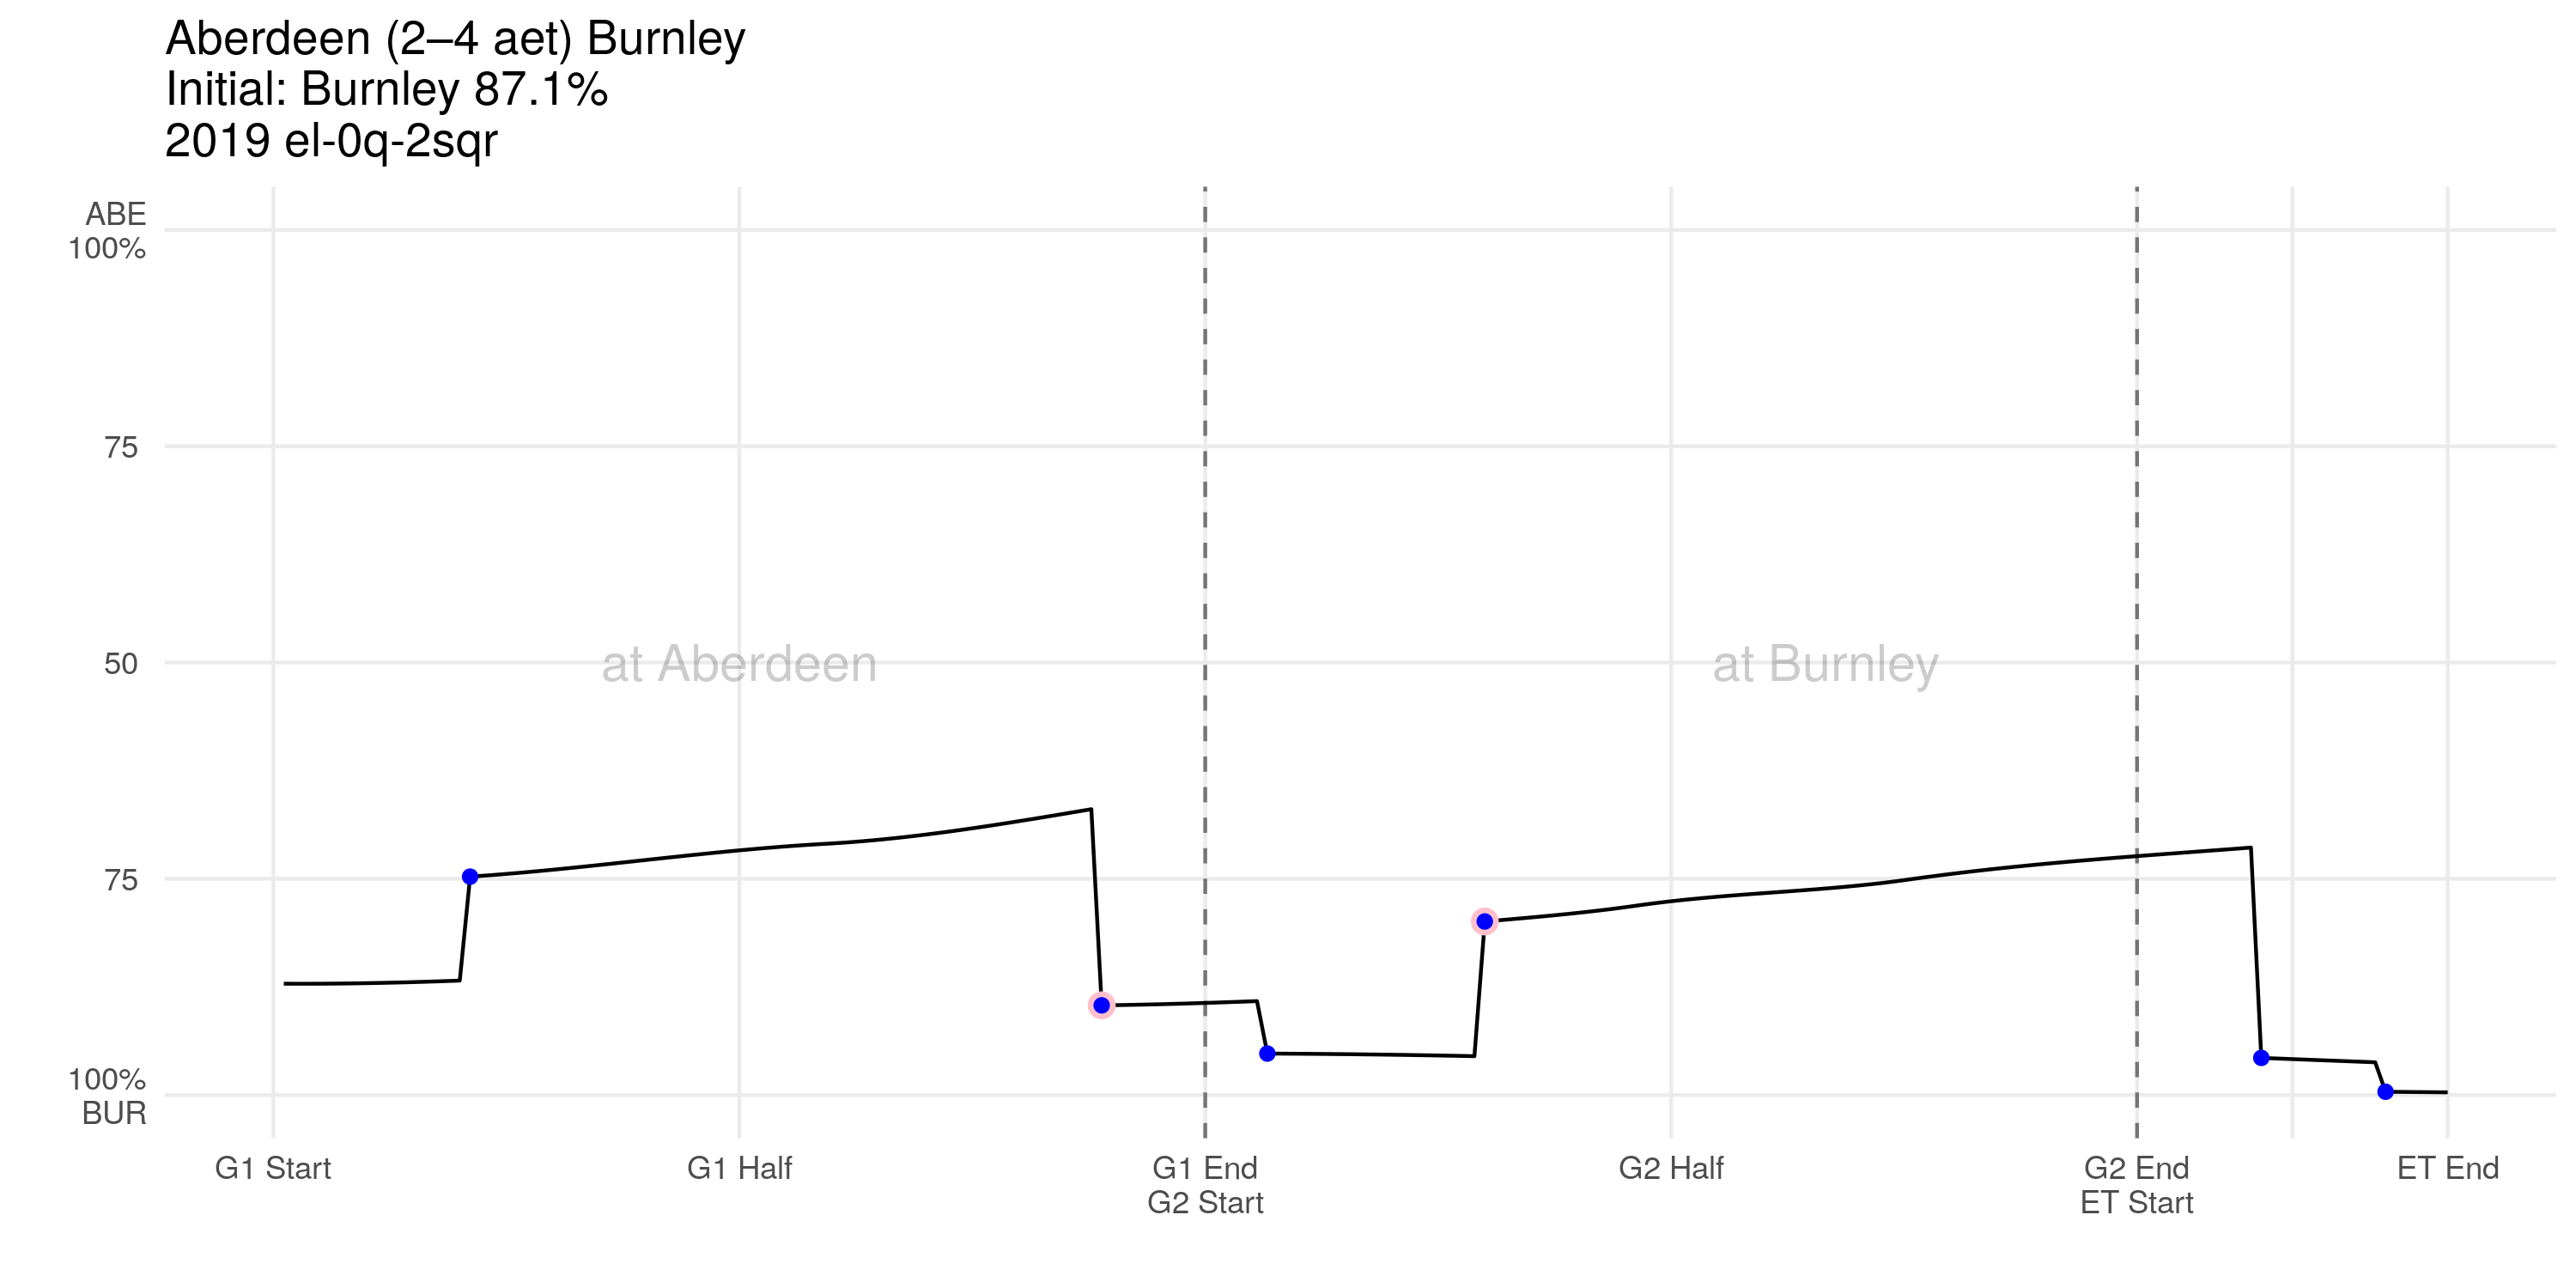 Aberdeen (2–4 aet) Burnley
Initial: Burnley 87.1%
2019 el-0q-2sqr
ABE
100%
75
50
75
100%
BUR
at Aberdeen
at Burnley
G1 Start
G1 Half
G1 End
G2 Start
G2 Half
G2 End
ET Start
ET End